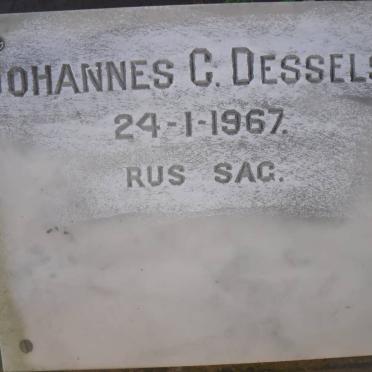 JOHANNES C. DESSELS
24-1-1967.
RUS SAG.